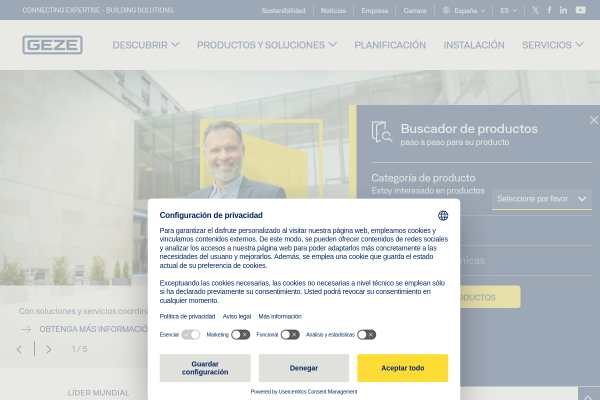 CONNECTING EXPERTISE - BUILDING SOLUTIONS.
Sostenibilidad Noticias Empresa Carrera España ES
GEZE DESCUBRIR PRODUCTOS Y SOLUCIONES PLANIFICACIÓN INSTALACIÓN SERVICIOS
Buscador de productos
paso a paso para su producto
Categoría de producto
Estoy interesado en productos
Seleccione por favor
nicas
ODUCTOS
Con soluciones y servicios coordina
OBTENGA MÁS INFORMACIÓ
1 / 5
LÍDER MUNDIAL
Configuración de privacidad
Para garantizar el disfrute personalizado al visitar nuestra página web, empleamos cookies y
vinculamos contenidos externos. De este modo, se pueden ofrecer contenidos de redes sociales
y analizar los accesos a nuestra página web para poder adaptarlos más concretamente a las
necesidades del usuario y mejorarlos. Además, se emplea una cookie que guarda el estado
actual de su preferencia de cookies.
Exceptuando las cookies necesarias, las cookies no necesarias a nivel técnico se emplean sólo
si ha declarado previamente su consentimiento. Usted podrá revocar su consentimiento en
cualquier momento.
Política de privacidad Aviso legal Más información
Esencial Marketing Funcional Análisis y estadísticas
Guardar
configuración
Denegar
Aceptar todo
Powered by Usercentrics Consent Management